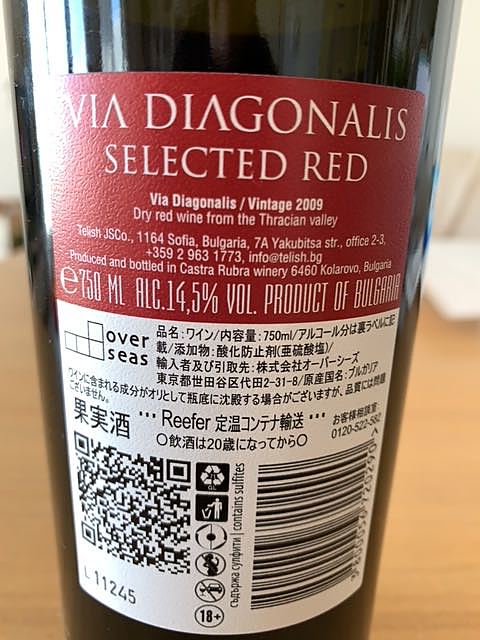 VIA DIAGONALIS
SELECTED RED
Via Diagonalis / Vintage 2009
Dry red wine from the Thracian valley
Telish JSCo., 1164 Sofia, Bulgaria, 7A Yakubitsa str., office 2-3,
+359 2 963 1773, info@telish.bg
Produced and bottled in Castra Rubra winery 6460 Kolarovo, Bulgaria
℮750 ML ALC.14,5% VOL. PRODUCT OF BULGARIA
over
seas
品名:ワイン/内容量:750ml/アルコール分は裏ラベルに記
載/添加物:酸化防止剤(亜硫酸塩)/
輸入者及び引取先:株式会社オーバーシーズ
東京都世田谷区代田2-31-8/原産国名:ブルガリア
ワインに含まれる成分がオリとして瓶底に沈殿する場合がございますが、品質には問題
ございません。
果実酒
••• Reefer 定温コンテナ輸送 •••
お客様相談室
0120-522-582
○飲酒は20歳になってから○
GL
съдържа сулфити | contains sulfites
18+
L 11245